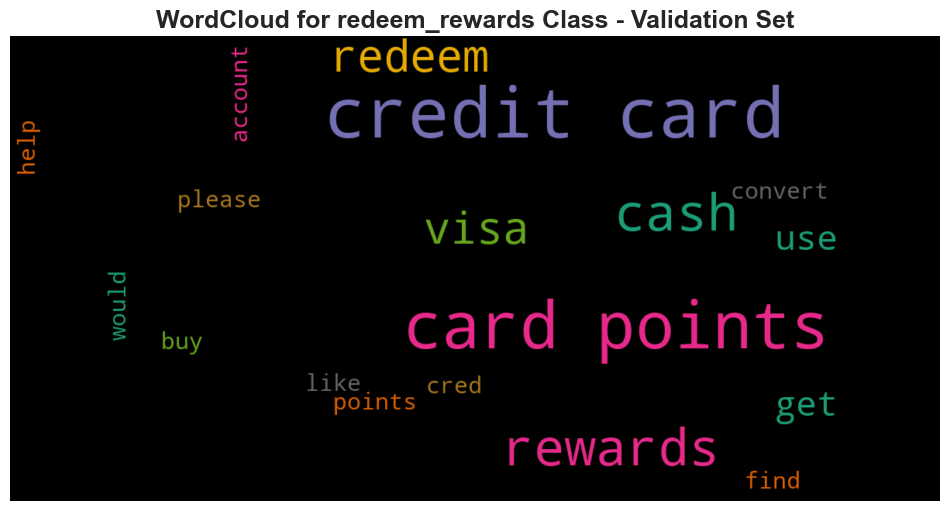 WordCloud for redeem_rewards Class - Validation Set
redeem
account
credit card
help
convert
please
cash
visa
use
would
card points
buy
like
cred
points
get
rewards
find